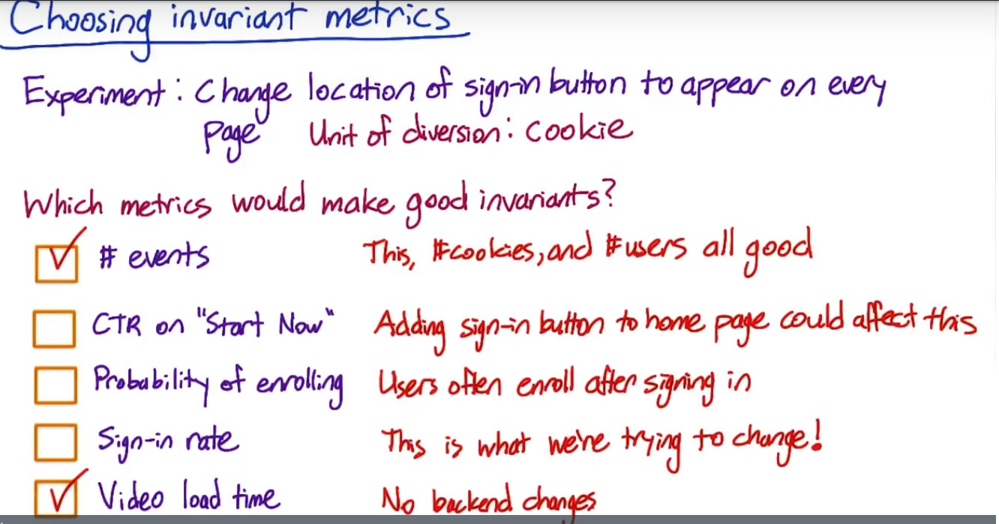 Choosing invariant metrics
Experiment: Change location of sign-in button to appear on every
page Unit of diversion: cookie
Which metrics would make good invariants?
# events This, #cookies, and #users all good
CTR on "Start Now" Adding sign-in button to home page could affect this
Probability of enrolling Users often enroll after signing in
Sign-in rate This is what we're trying to change!
Video load time No backend changes